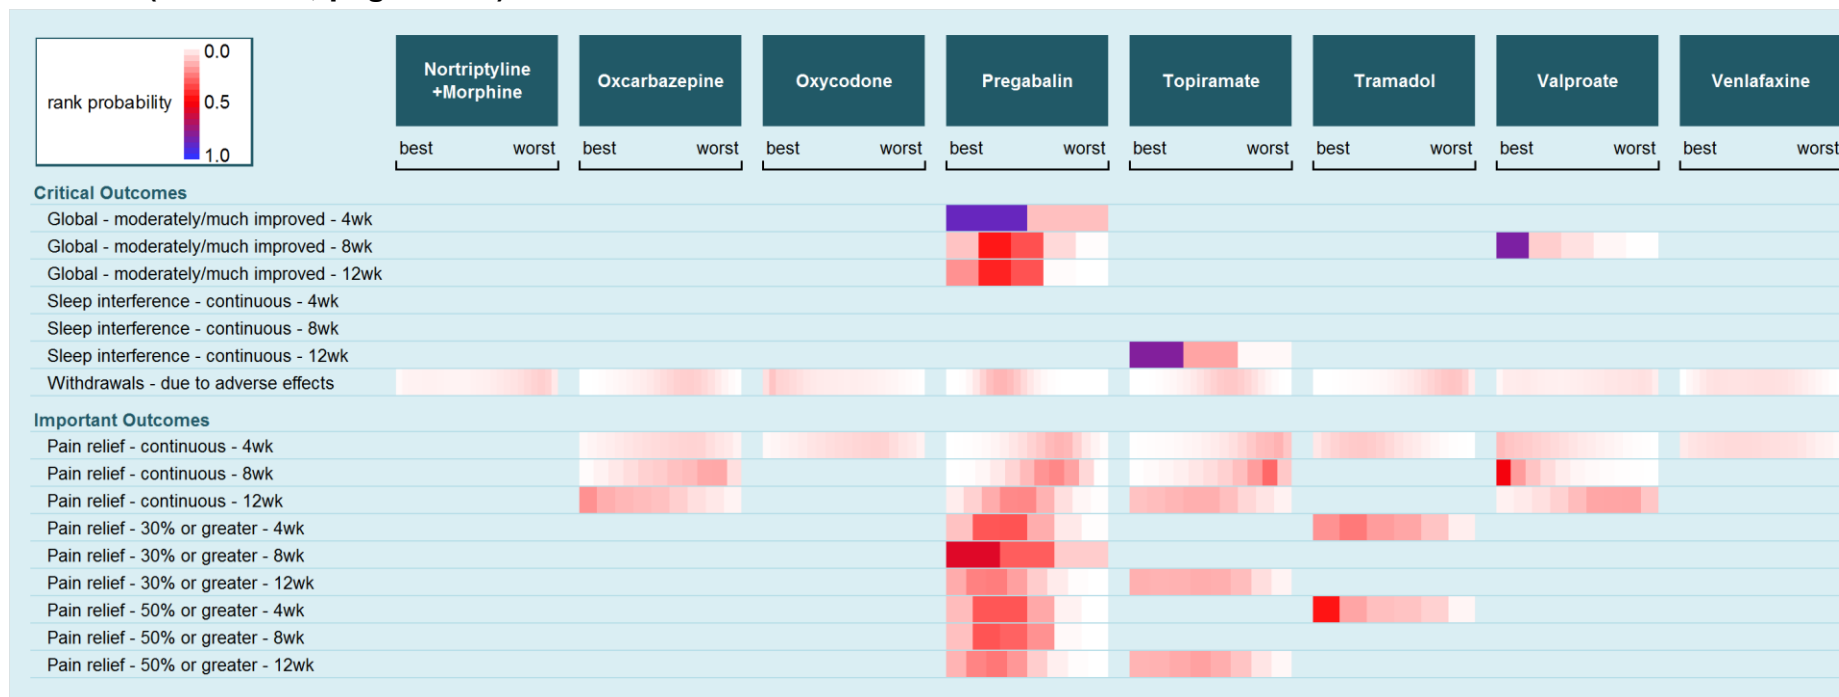 0.0
rank probability
0.5
1.0
Nortriptyline
+Morphine
Oxcarbazepine
Oxycodone
Pregabalin
Topiramate
Tramadol
Valproate
Venlafaxine
best worst best worst best worst best worst best worst best worst best worst best worst
Critical Outcomes
Global - moderately/much improved - 4wk
Global - moderately/much improved - 8wk
Global - moderately/much improved - 12wk
Sleep interference - continuous - 4wk
Sleep interference - continuous - 8wk
Sleep interference - continuous - 12wk
Withdrawals - due to adverse effects
Important Outcomes
Pain relief - continuous - 4wk
Pain relief - continuous - 8wk
Pain relief - continuous - 12wk
Pain relief - 30% or greater - 4wk
Pain relief - 30% or greater - 8wk
Pain relief - 30% or greater - 12wk
Pain relief - 50% or greater - 4wk
Pain relief - 50% or greater - 8wk
Pain relief - 50% or greater - 12wk